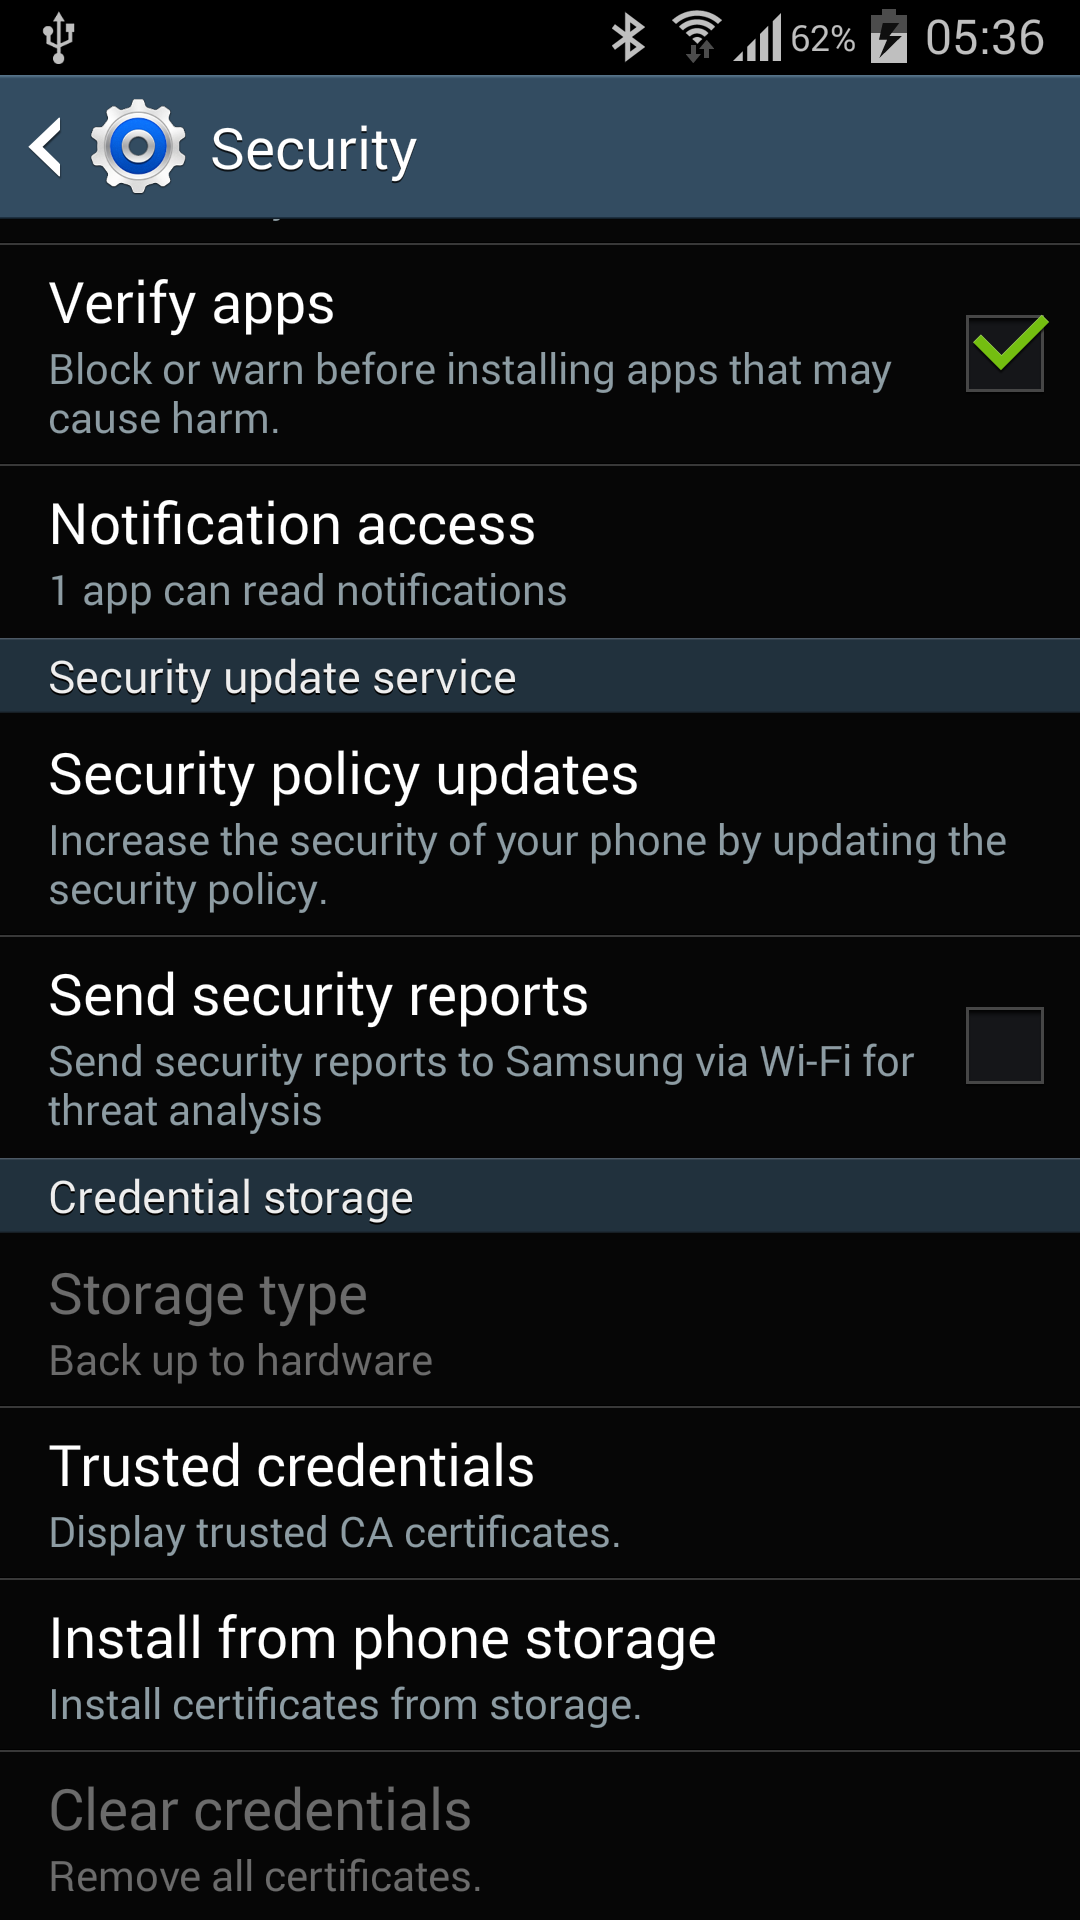 62% 05:36
Security
Verify apps
Block or warn before installing apps that may
cause harm.
Notification access
1 app can read notifications
Security update service
Security policy updates
Increase the security of your phone by updating the
security policy.
Send security reports
Send security reports to Samsung via Wi-Fi for
threat analysis
Credential storage
Storage type
Back up to hardware
Trusted credentials
Display trusted CA certificates.
Install from phone storage
Install certificates from storage.
Clear credentials
Remove all certificates.